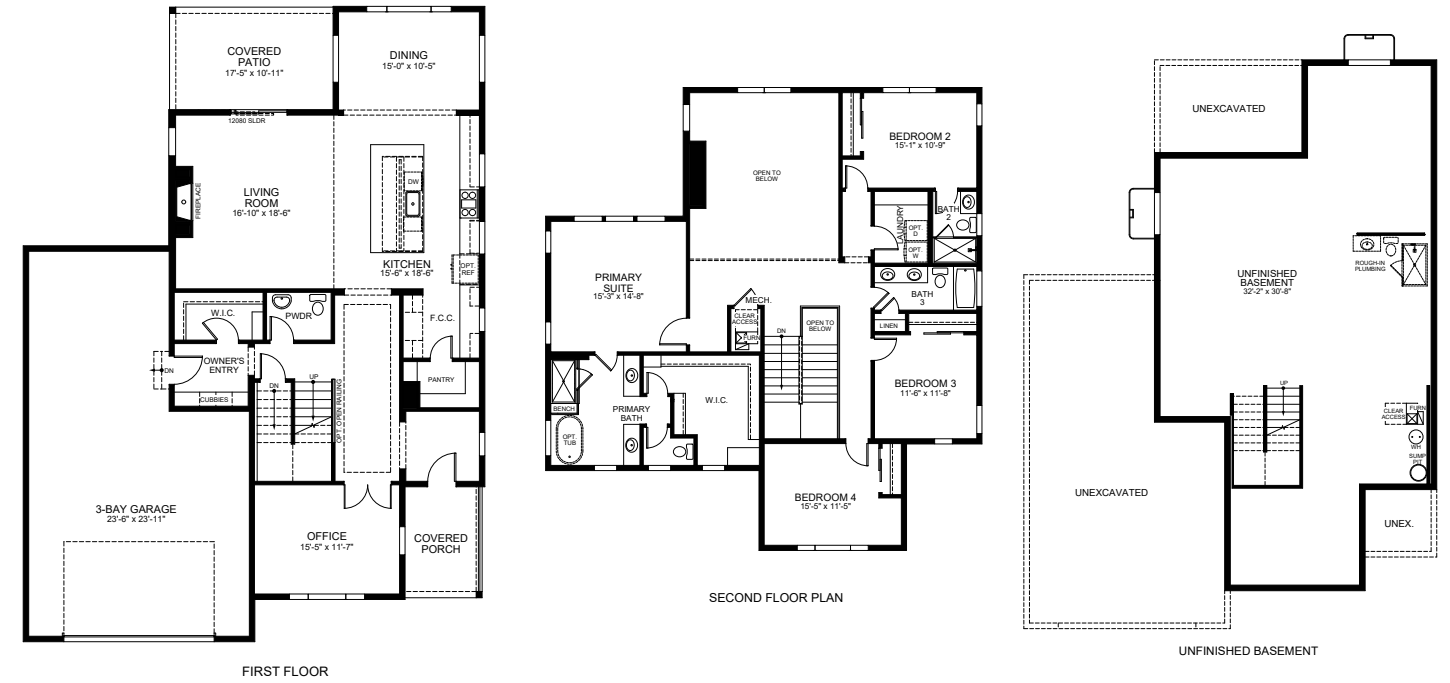 COVERED
PATIO
17'-5" x 10'-11"
DINING
15'-0" x 10'-5"
12080 SLDR
LIVING
ROOM
16'-10" x 18'-6"
FIREPLACE
DW
KITCHEN
15'-6" x 18'-6"
OPT.
REF
W.I.C.
PWDR
F.C.C.
OWNER'S
ENTRY
DN
CUBBIES
DN
UP
OPT. OPEN RAILING
PANTRY
3-BAY GARAGE
23'-6" x 23'-11"
OFFICE
15'-5" x 11'-7"
COVERED
PORCH
FIRST FLOOR
OPEN TO
BELOW
BEDROOM 2
15'-1" x 10'-9"
LAUNDRY
OPT.
D
OPT.
W
BATH
2
PRIMARY
SUITE
15'-3" x 14'-8"
MECH.
CLEAR
ACCESS
FURN
DN
OPEN TO
BELOW
BATH
3
LINEN
BEDROOM 3
11'-6" x 11'-8"
BENCH
OPT.
TUB
PRIMARY
BATH
W.I.C.
BEDROOM 4
15'-5" x 11'-5"
SECOND FLOOR PLAN
UNEXCAVATED
ROUGH-IN
PLUMBING
UNFINISHED
BASEMENT
32'-2" x 30'-8"
UP
CLEAR
ACCESS
FURN
WH
SUMP
PIT
UNEXCAVATED
UNEX.
UNFINISHED BASEMENT